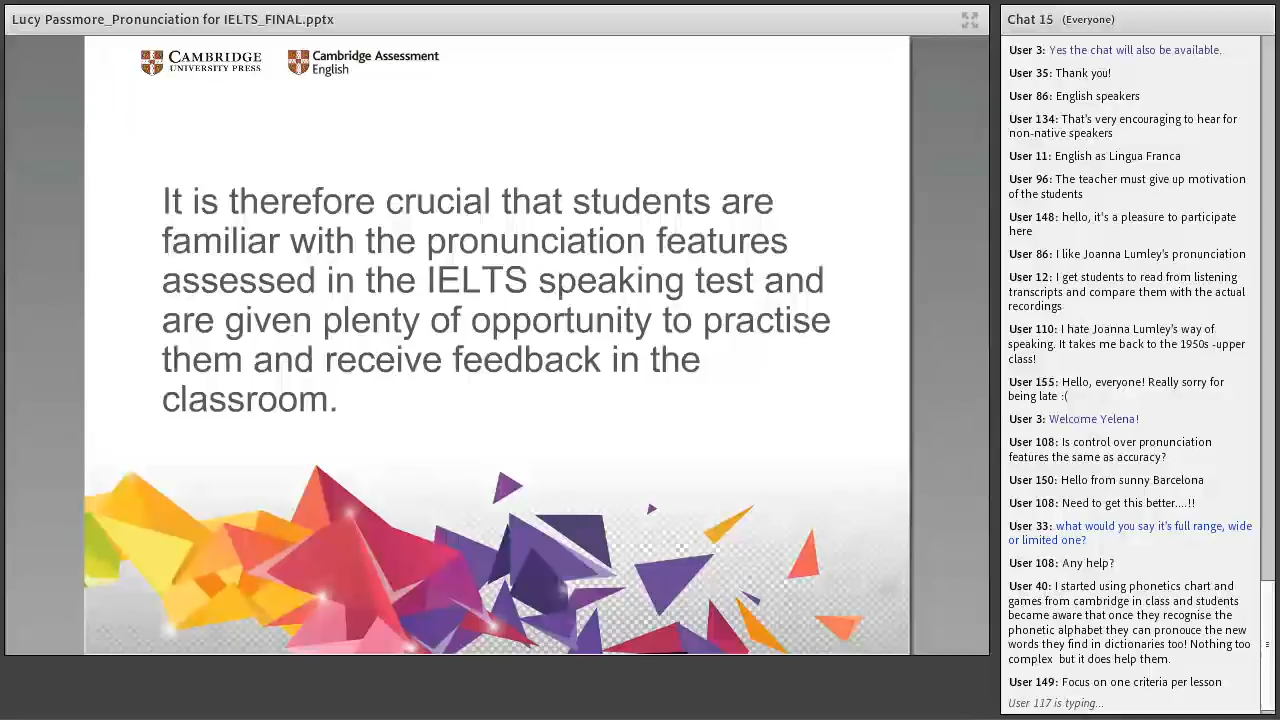 Lucy Passmore_Pronunciation for IELTS_FINAL.pptx
CAMBRIDGE
UNIVERSITY PRESS
Cambridge Assessment
English
It is therefore crucial that students are
familiar with the pronunciation features
assessed in the IELTS speaking test and
are given plenty of opportunity to practise
them and receive feedback in the
classroom.
Chat 15 (Everyone)
User 3: Yes the chat will also be available.
User 35: Thank you!
User 86: English speakers
User 134: That's very encouraging to hear for
non-native speakers
User 11: English as Lingua Franca
User 96: The teacher must give up motivation
of the students
User 148: hello, it's a pleasure to participate
here
User 86: I like Joanna Lumley's pronunciation
User 12: I get students to read from listening
transcripts and compare them with the actual
recordings
User 110: I hate Joanna Lumley's way of
speaking. It takes me back to the 1950s -upper
class!
User 155: Hello, everyone! Really sorry for
being late :(
User 3: Welcome Yelena!
User 108: Is control over pronunciation
features the same as accuracy?
User 150: Hello from sunny Barcelona
User 108: Need to get this better....!!
User 33: what would you say it's full range, wide
or limited one?
User 108: Any help?
User 40: I started using phonetics chart and
games from cambridge in class and students
became aware that once they recognise the
phonetic alphabet they can pronouce the new
words they find in dictionaries too! Nothing too
complex but it does help them.
User 149: Focus on one criteria per lesson
User 117 is typing...